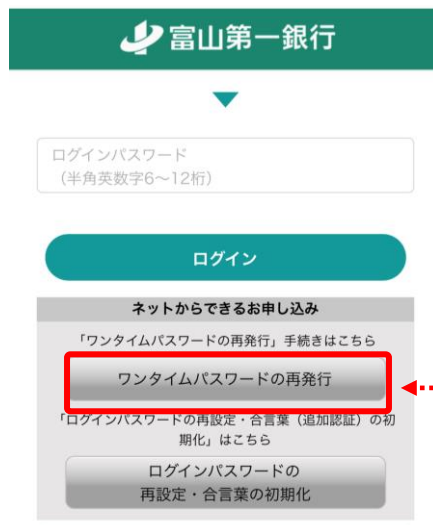 富山第一銀行
ログインパスワード
（半角英数字6～12桁）
ログイン
ネットからできるお申し込み
「ワンタイムパスワードの再発行」手続きはこちら
ワンタイムパスワードの再発行
「ログインパスワードの再設定・合言葉（追加認証）の初
期化」はこちら
ログインパスワードの
再設定・合言葉の初期化